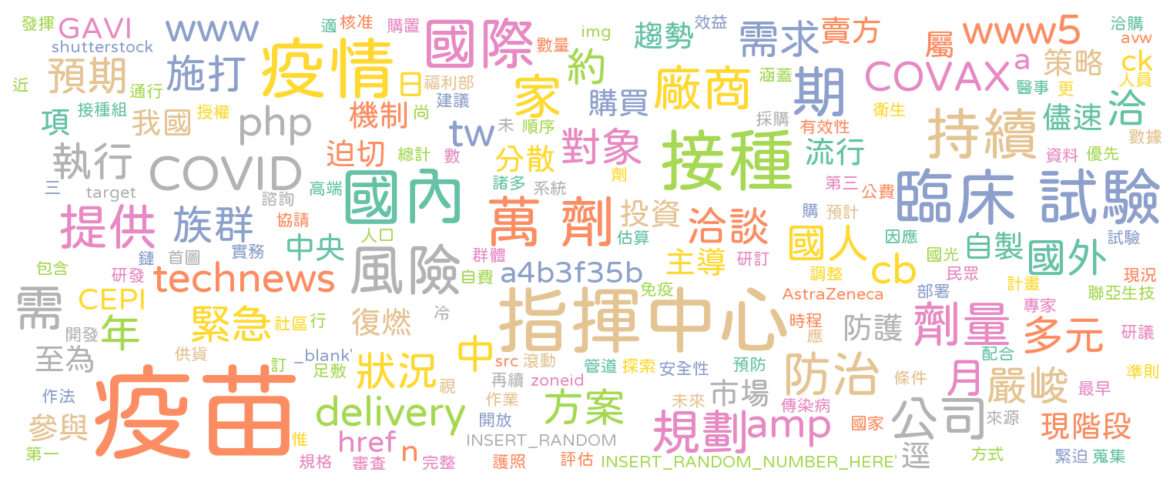 發揮 GAVI www 疫情 國際 核准 適 購置 數量 img 趨勢 效益 需求 賣方 屬 www5 洽購 avw
shutterstock 預期 施打 日 福利部 家 約 廠商 涵蓋 期 COVAX a 策略 ck 人員
近 通行 接種組 授權 機制 尚 建議 購買 醫事 更
項 我國 php tw 未 順序 對象 接種 採購 有效性 衛生 持續 儘速 洽 數據
執行 COVID 迫切 總計 數 分散 劑 流行 資料 優先
三 target 諮詢 高端 國內 諸多 系統 第三 公費 臨床 試驗
提供 族群 協請 人口 萬 劑 投資 洽談 購 預計 國人 因應 自製 國外 試驗
包含 研發 鏈 首圖 實務 中央 風險 群體 自費 估算 主導 研訂 調整 cb 國光 民眾 現況
需 CEPI technews a4b3f35b 免疫 部署 計畫 聯亞生技
開發 年 緊急 社區 行 復燃 冷 指揮中心 AstraZeneca 時程 應 防護 劑量 專家 多元 研議
至為 供貨 訂 _blank' 足敷 狀況 視 中 src 滾動 管道 探索 安全性 預防 防治 條件 配合 最早 準則
作法 疫苗 再續 zoneid 作業 未來 市場 傳染病 月 嚴峻
參與 delivery 開放 方案 規劃 amp 國家 公司 來源 現階段
第一 惟 href n INSERT_RANDOM
規格 審查 完整 護照 評估 INSERT_RANDOM_NUMBER_HERE' 逕 方式 緊迫 蒐集